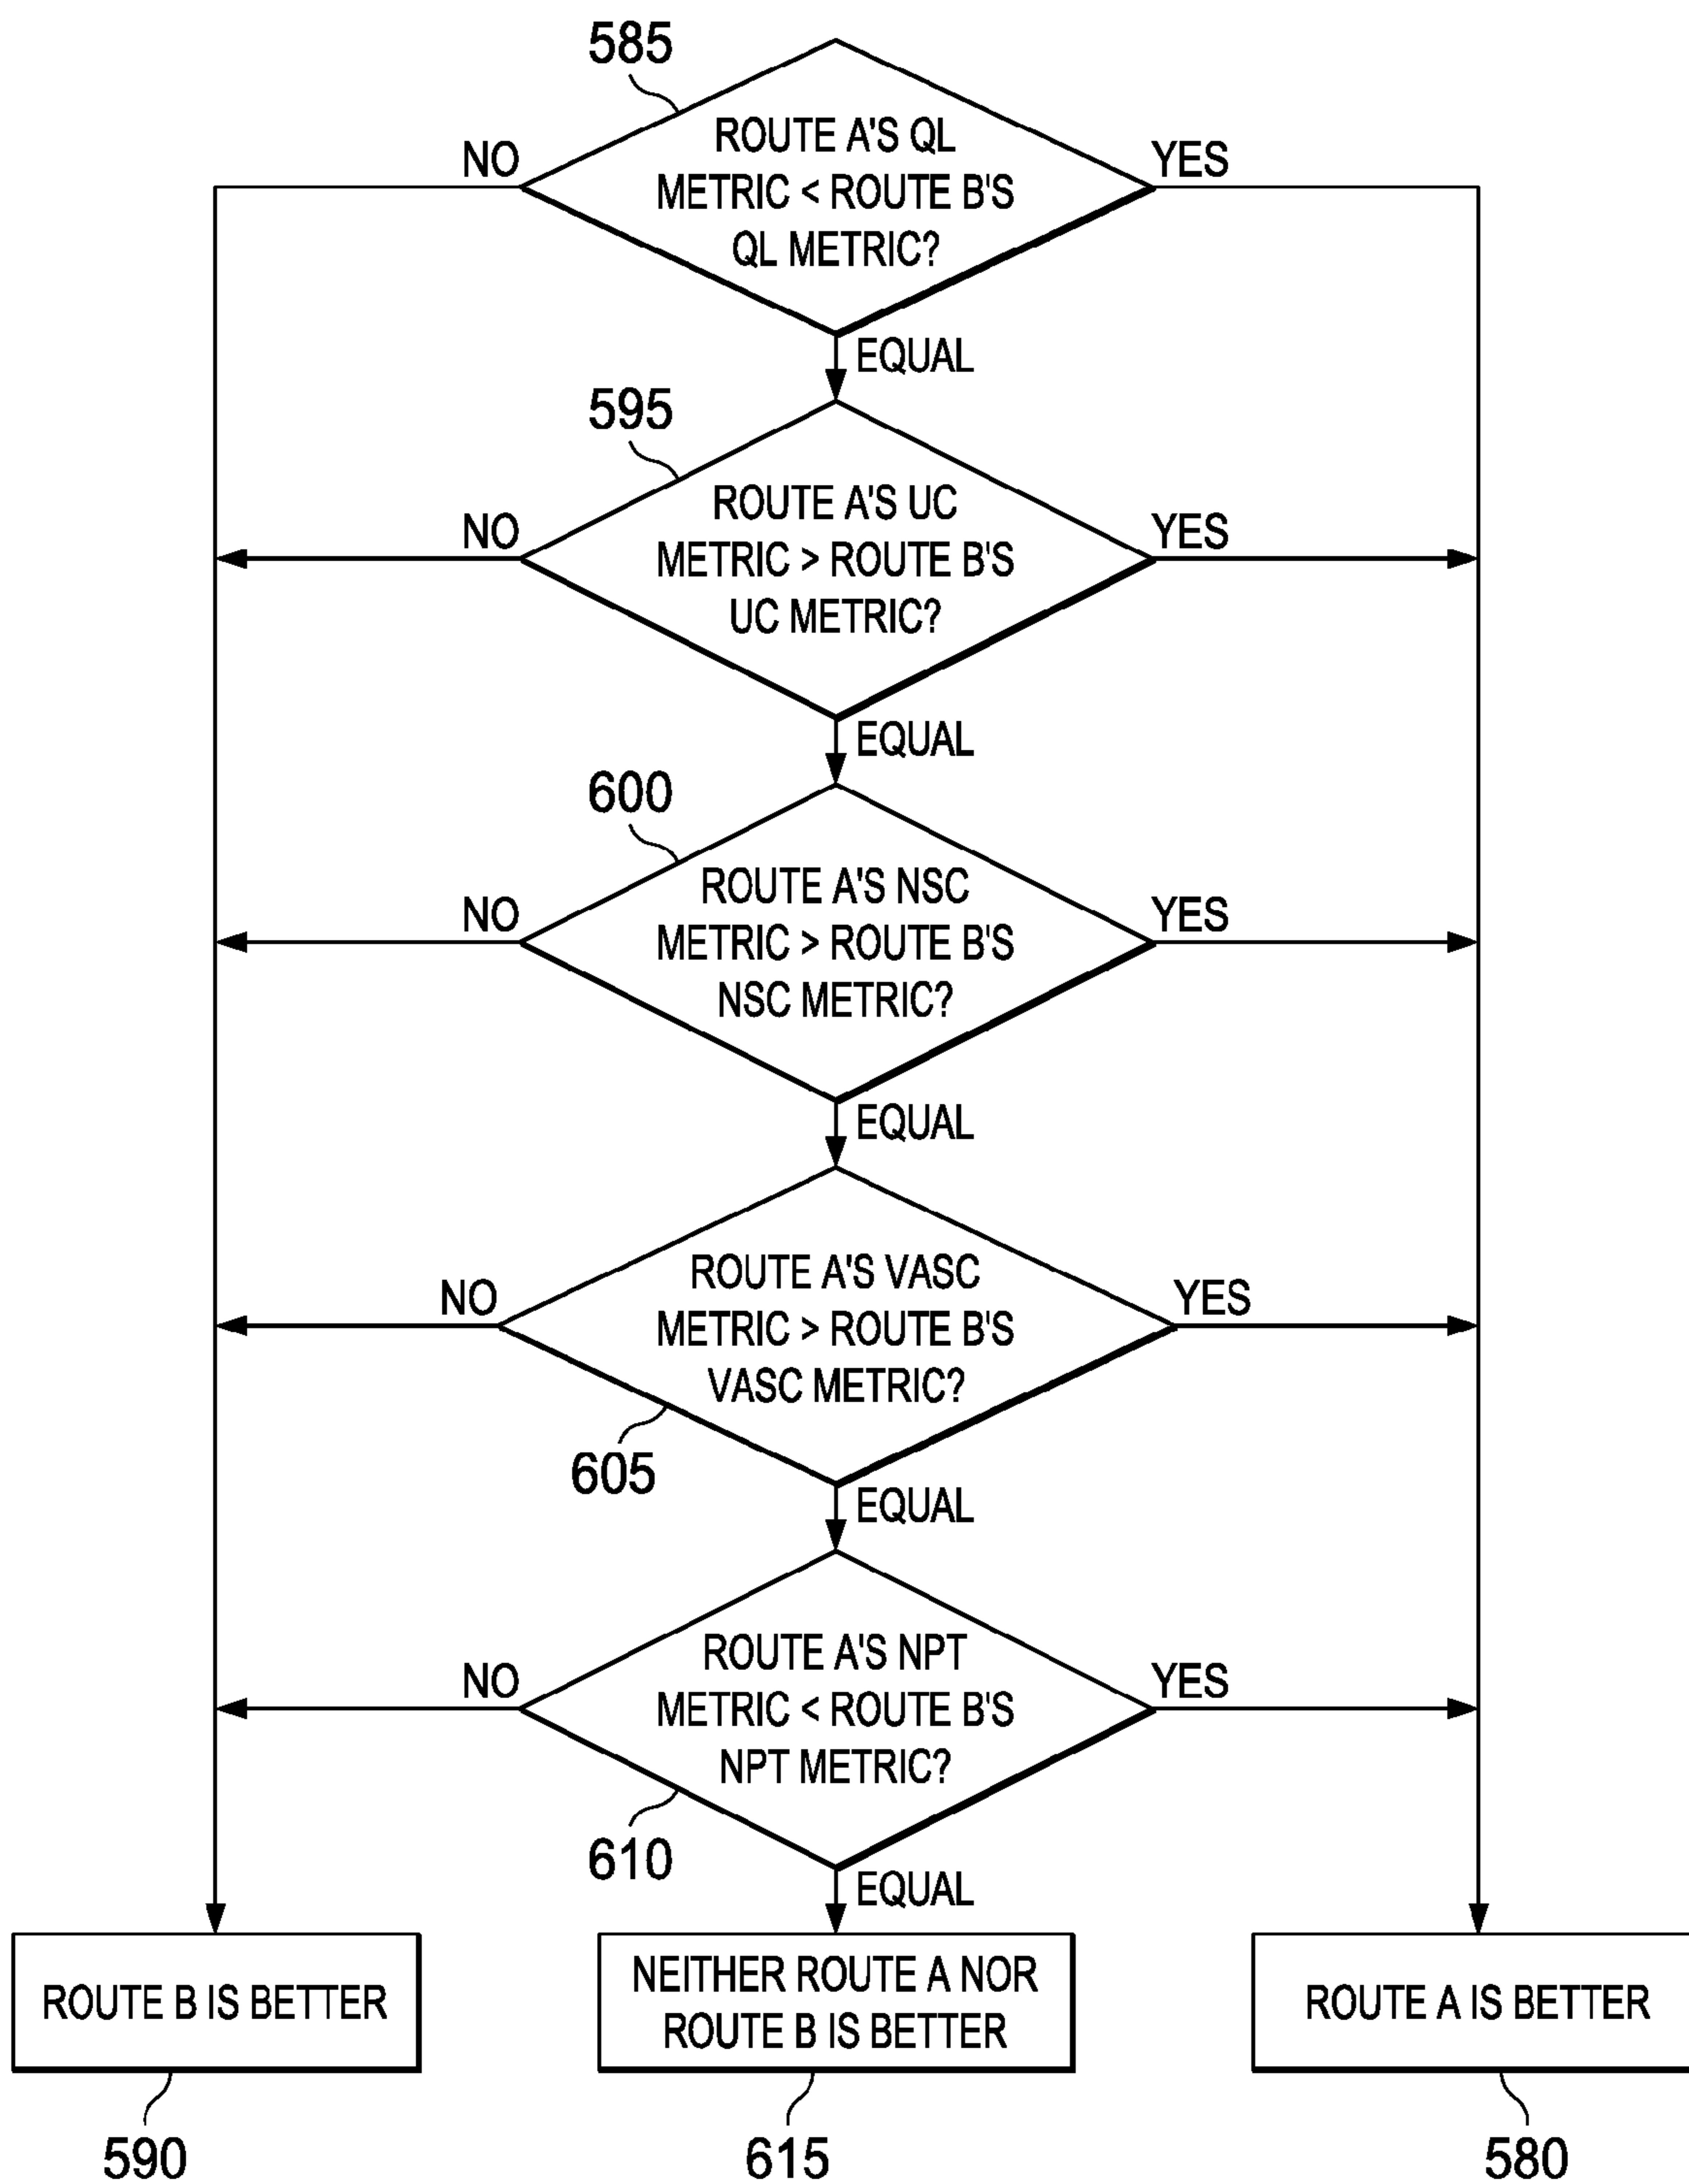 585
NO
ROUTE A'S QL
METRIC < ROUTE B'S
QL METRIC?
YES
EQUAL
595
NO
ROUTE A'S UC
METRIC > ROUTE B'S
UC METRIC?
YES
EQUAL
600
NO
ROUTE A'S NSC
METRIC > ROUTE B'S
NSC METRIC?
YES
EQUAL
NO
ROUTE A'S VASC
METRIC > ROUTE B'S
VASC METRIC?
YES
605
EQUAL
NO
ROUTE A'S NPT
METRIC < ROUTE B'S
NPT METRIC?
YES
610
EQUAL
ROUTE B IS BETTER
NEITHER ROUTE A NOR
ROUTE B IS BETTER
ROUTE A IS BETTER
590
615
580